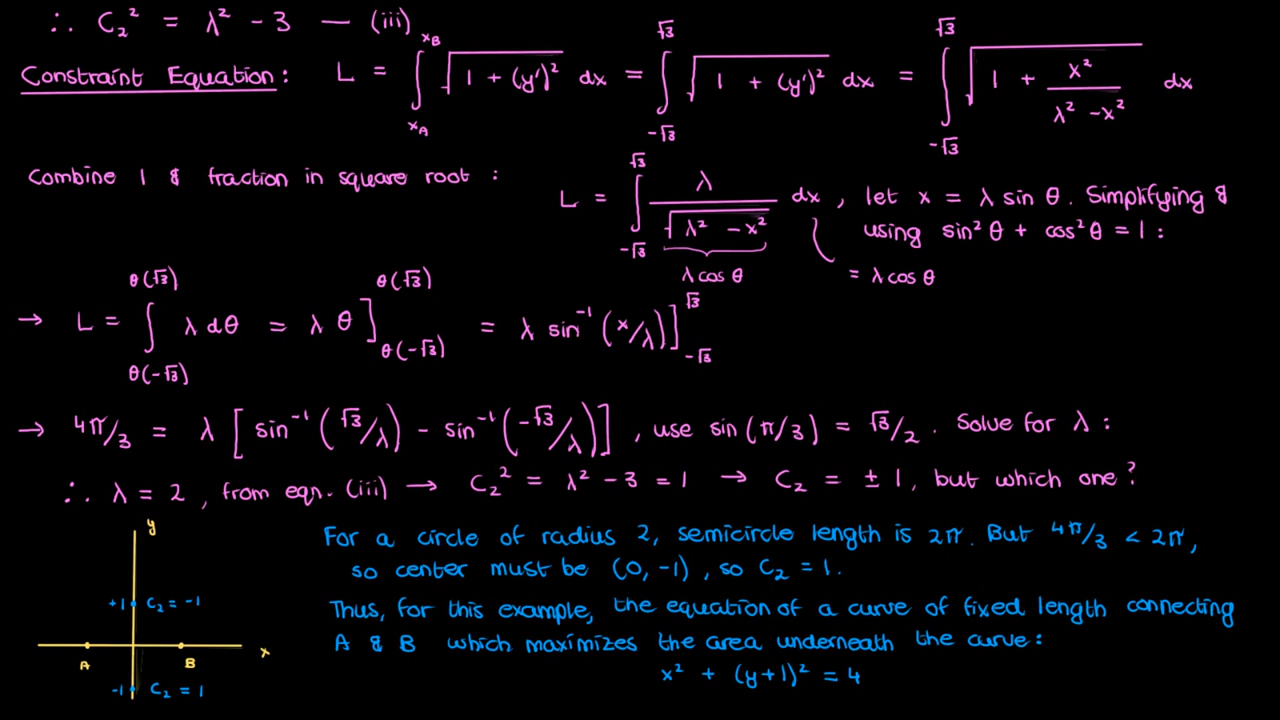 ∴ C₂² = λ² - 3 — (iii)
Constraint Equation: L = ∫_{x_A}^{x_B} √(1 + (y')²) dx = ∫_{-√3}^{√3} √(1 + (y')²) dx = ∫_{-√3}^{√3} √(1 + x²/(λ² - x²)) dx
Combine 1 & fraction in square root : L = ∫_{-√3}^{√3} λ/√(λ² - x²) dx , let x = λ sin θ. Simplifying &
using sin²θ + cos²θ = 1 :
λ cos θ = λ cos θ
→ L = ∫_{θ(-√3)}^{θ(√3)} λ dθ = λ θ]_{θ(-√3)}^{θ(√3)} = λ sin⁻¹(x/λ)]_{-√3}^{√3}
→ 4π/3 = λ [sin⁻¹(√3/λ) - sin⁻¹(-√3/λ)] , use sin(π/3) = √3/2 . Solve for λ :
∴ λ = 2 , from eqn. (iii) → C₂² = λ² - 3 = 1 → C₂ = ± 1 , but which one ?
y
+1 C₂ = -1
A B x
-1 C₂ = 1
For a circle of radius 2, semicircle length is 2π. But 4π/3 < 2π,
so center must be (0, -1) , so C₂ = 1.
Thus, for this example, the equation of a curve of fixed length connecting
A & B which maximizes the area underneath the curve :
x² + (y+1)² = 4